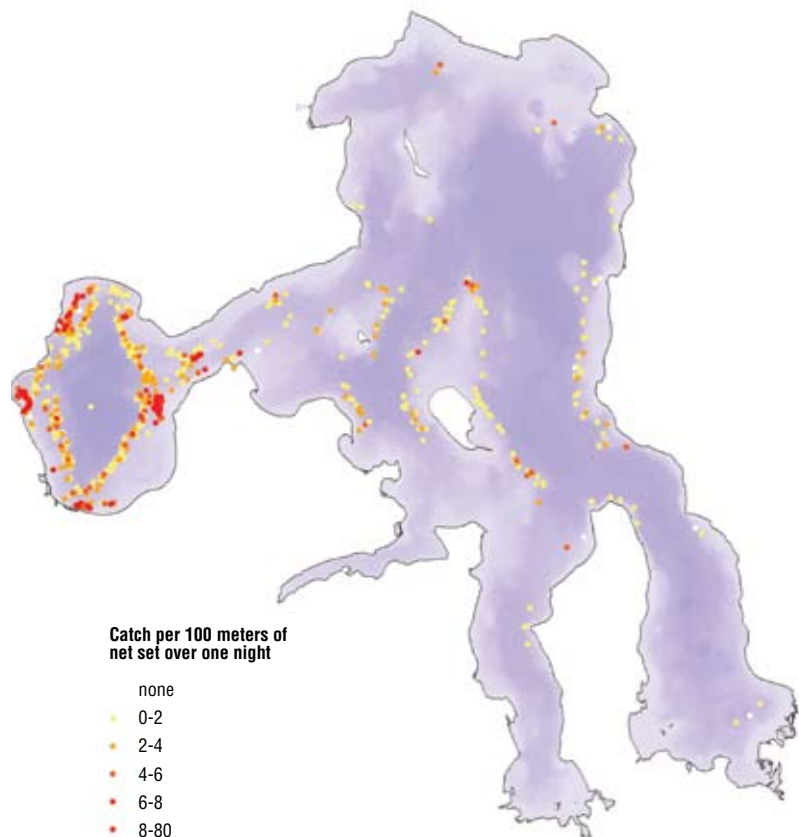 Catch per 100 meters of
net set over one night
none
0-2
2-4
4-6
6-8
8-80